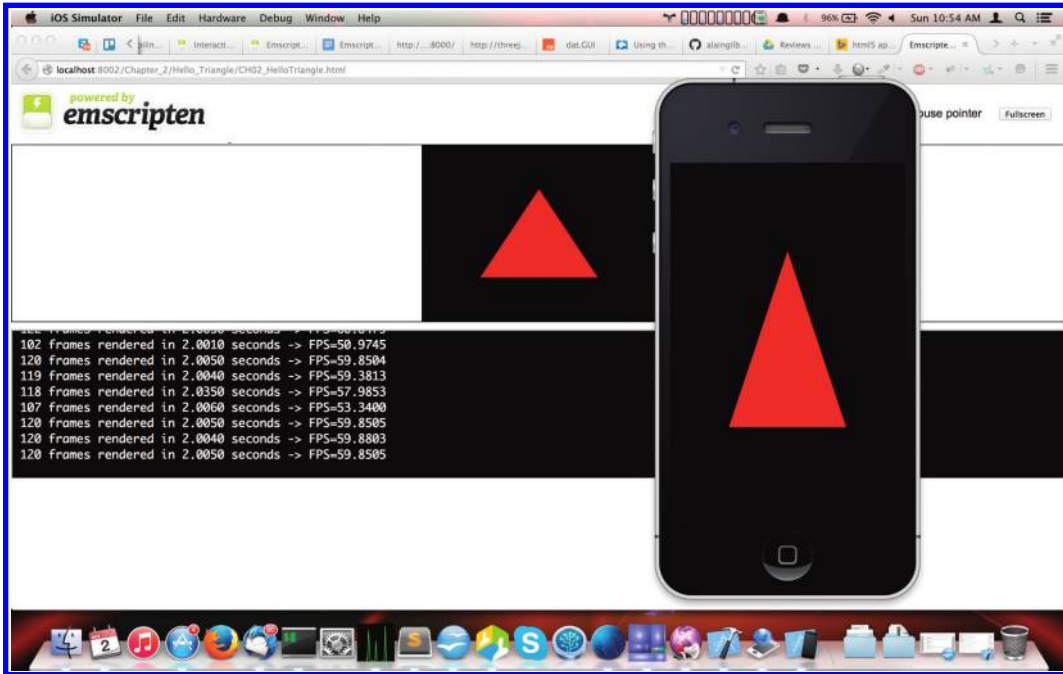 iOS Simulator File Edit Hardware Debug Window Help 96% Sun 10:54 AM
Interacti... Emscript... Emscript... http:/...:8000/ http://threej... dat.GUI Using th... alaingilb... Reviews ... html5 ap... Emscripte...
localhost:8002/Chapter_2/Hello_Triangle/CH02_HelloTriangle.html
powered by
emscripten
ouse pointer Fullscreen
102 frames rendered in 2.0010 seconds -> FPS=50.9745
120 frames rendered in 2.0050 seconds -> FPS=59.8504
119 frames rendered in 2.0040 seconds -> FPS=59.3813
118 frames rendered in 2.0350 seconds -> FPS=57.9853
107 frames rendered in 2.0060 seconds -> FPS=53.3400
120 frames rendered in 2.0050 seconds -> FPS=59.8505
120 frames rendered in 2.0040 seconds -> FPS=59.8803
120 frames rendered in 2.0050 seconds -> FPS=59.8505
2
S
S